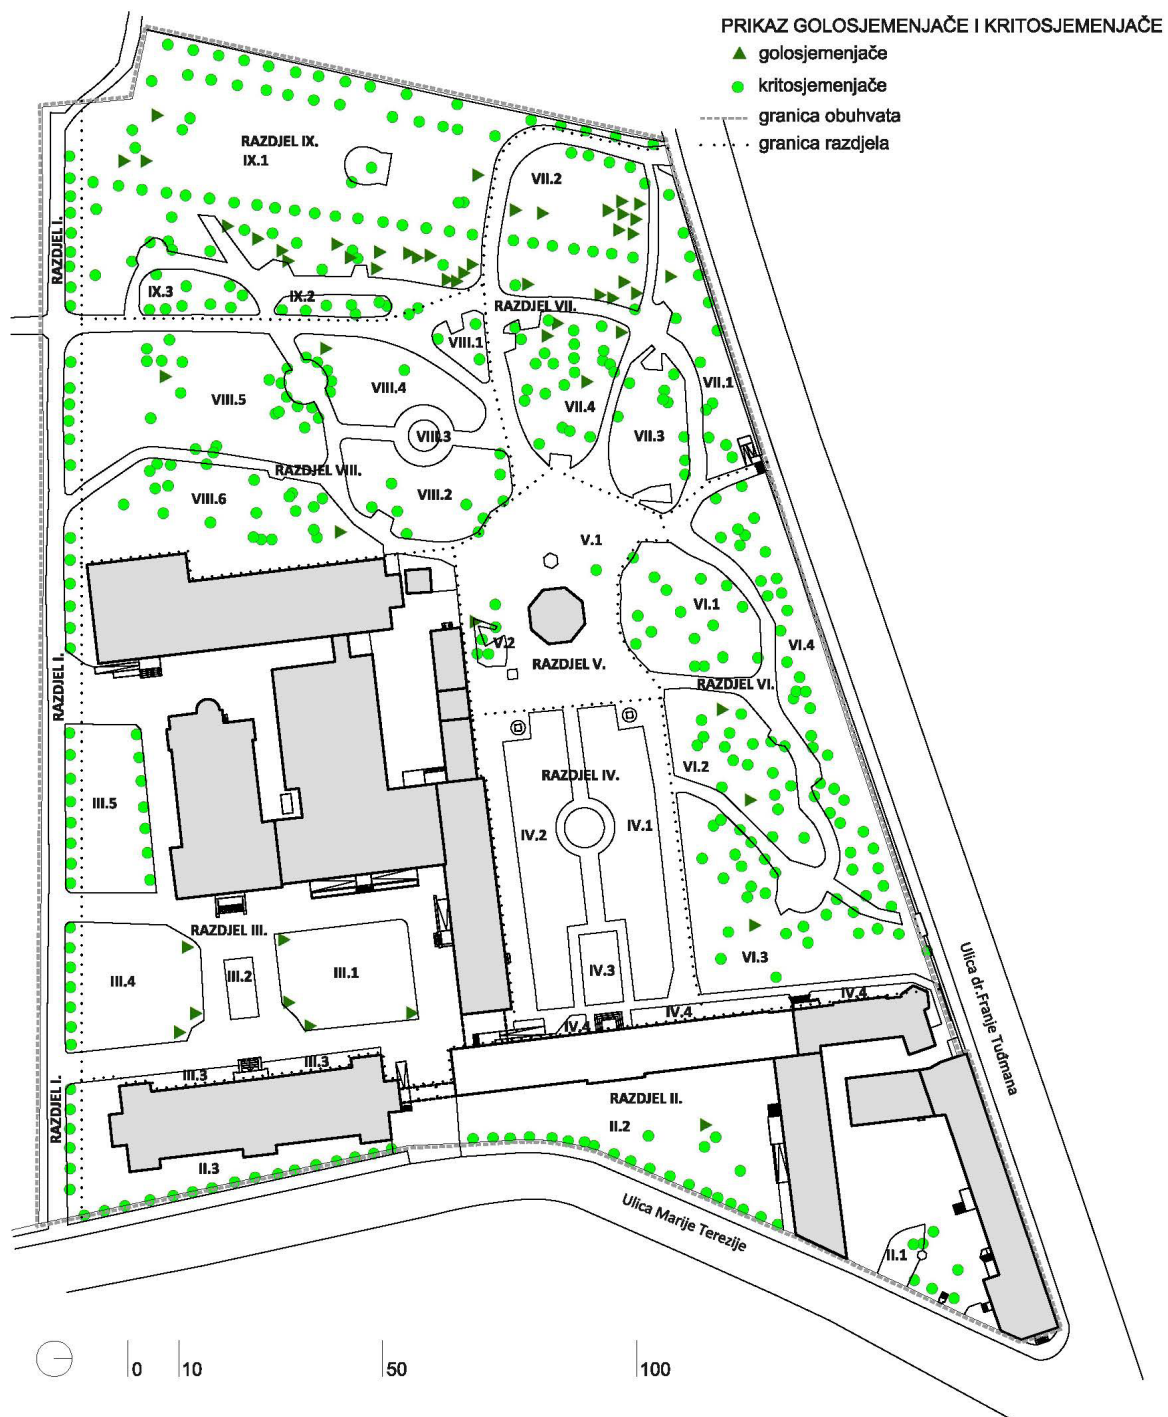 PRIKAZ GOLOSJEMENJAČE I KRITOSJEMENJAČE
golosjemenjače
kritosjemenjače
granica obuhvata
granica razdjela
RAZDJEL IX.
IX.1
VII.2
RAZDJEL I.
IX.3
IX.2
RAZDJEL VII.
VIII.1
VIII.4
VII.1
VIII.5
VII.4
VIII.3
VII.3
RAZDJEL VIII.
VIII.6
VIII.2
V.1
VI.1
V.2
VI.4
RAZDJEL V.
RAZDJEL I.
RAZDJEL VI.
VI.2
RAZDJEL IV.
III.5
IV.2
IV.1
RAZDJEL III.
III.4
III.2
III.1
VI.3
IV.3
Ulica dr.Franje Tuđmana
IV.4
IV.4
IV.4
III.3
III.3
RAZDJEL I.
RAZDJEL II.
II.2
II.3
Ulica Marije Terezije
II.1
0 10 50 100